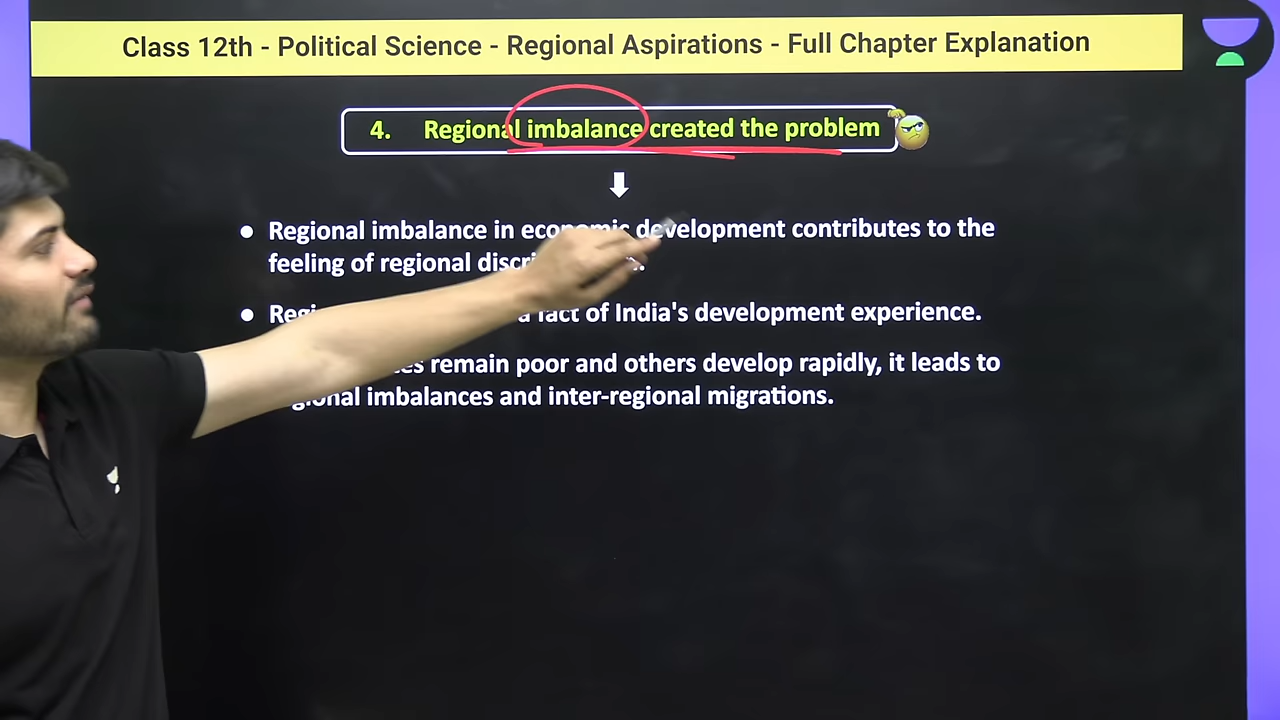 Class 12th - Political Science - Regional Aspirations - Full Chapter Explanation
4. Regional imbalance created the problem
● Regional imbalance in economic development contributes to the
feeling of regional
● a fact of India's development experience.
remain poor and others develop rapidly, it leads to
regional imbalances and inter-regional migrations.